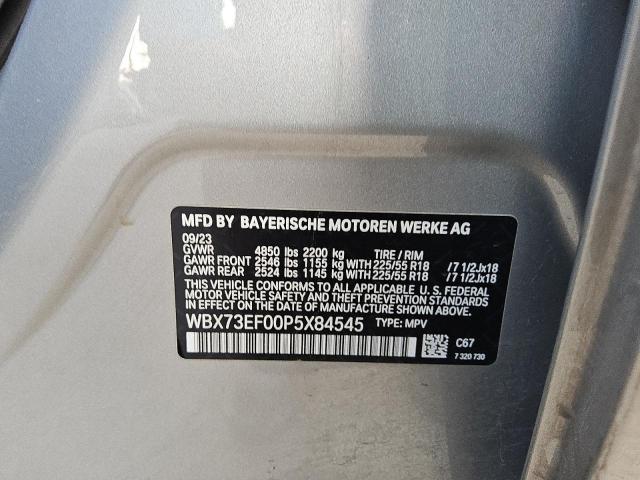 MFD BY BAYERISCHE MOTOREN WERKE AG
09/23
GVWR 4850 lbs 2200 kg TIRE / RIM
GAWR FRONT 2546 lbs 1155 kg WITH 225/55 R18 /7 1/2Jx18
GAWR REAR 2524 lbs 1145 kg WITH 225/55 R18 /7 1/2Jx18
THIS VEHICLE CONFORMS TO ALL APPLICABLE U. S. FEDERAL
MOTOR VEHICLE SAFETY, BUMPER, AND THEFT PREVENTION
STANDARDS IN EFFECT ON THE DATE OF MANUFACTURE SHOWN ABOVE.
WBX73EF00P5X84545 TYPE: MPV
C67
7 320 730